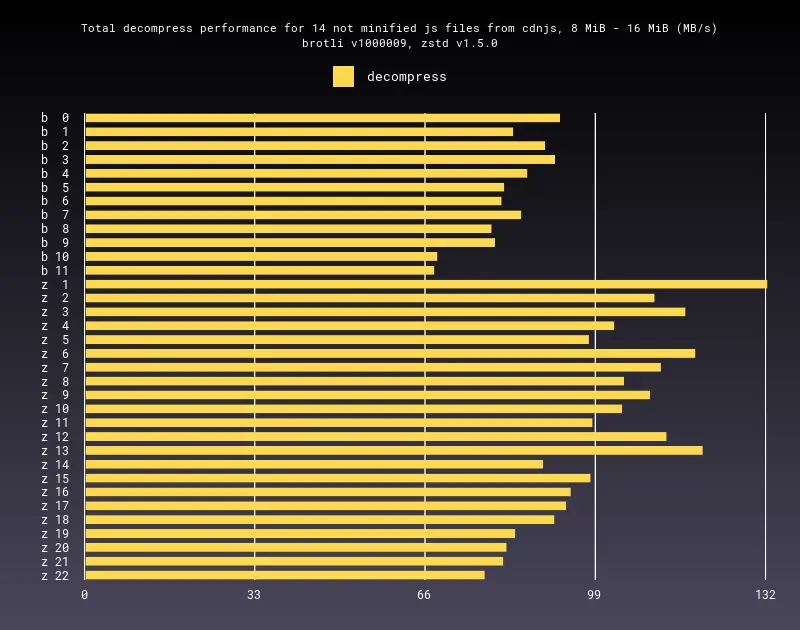 Total decompress performance for 14 not minified js files from cdnjs, 8 MiB - 16 MiB (MB/s)
brotli v1000009, zstd v1.5.0
decompress
b 0
b 1
b 2
b 3
b 4
b 5
b 6
b 7
b 8
b 9
b 10
b 11
z 1
z 2
z 3
z 4
z 5
z 6
z 7
z 8
z 9
z 10
z 11
z 12
z 13
z 14
z 15
z 16
z 17
z 18
z 19
z 20
z 21
z 22
0 33 66 99 132